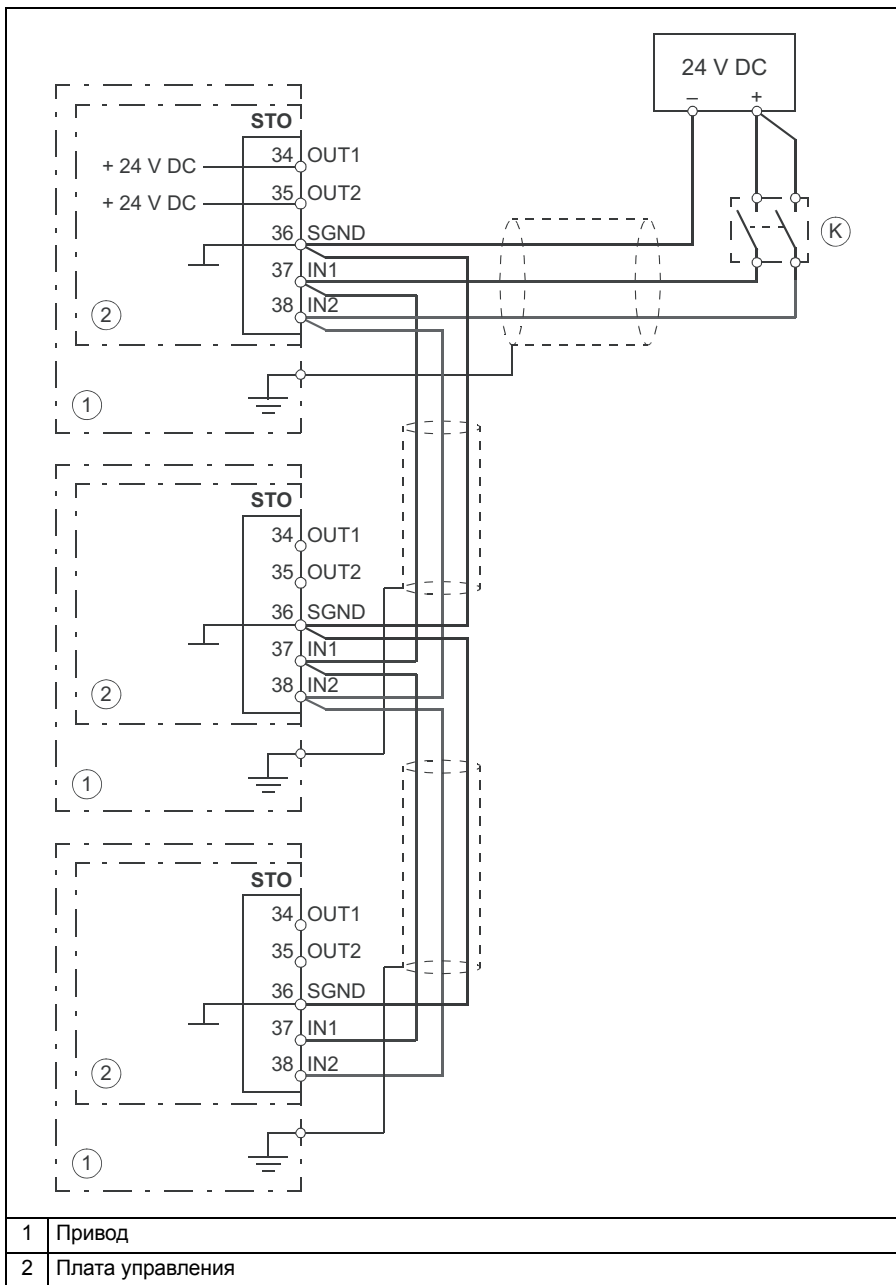 24 V DC
– +
K
STO
+ 24 V DC 34 OUT1
+ 24 V DC 35 OUT2
36 SGND
37 IN1
38 IN2
2
1
STO
34 OUT1
35 OUT2
36 SGND
37 IN1
38 IN2
2
1
STO
34 OUT1
35 OUT2
36 SGND
37 IN1
38 IN2
2
1
1 Привод
2 Плата управления